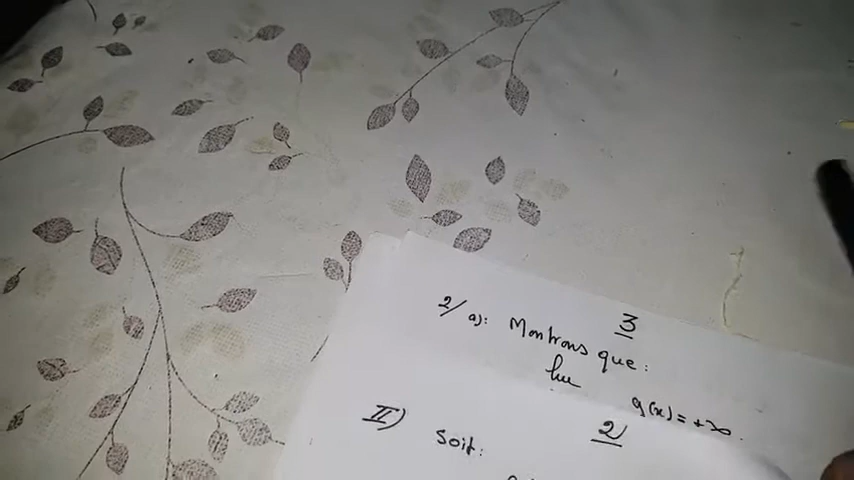 3
2/ a): Montrons que:
lim g(x) = +∞.
2
II) Soit: